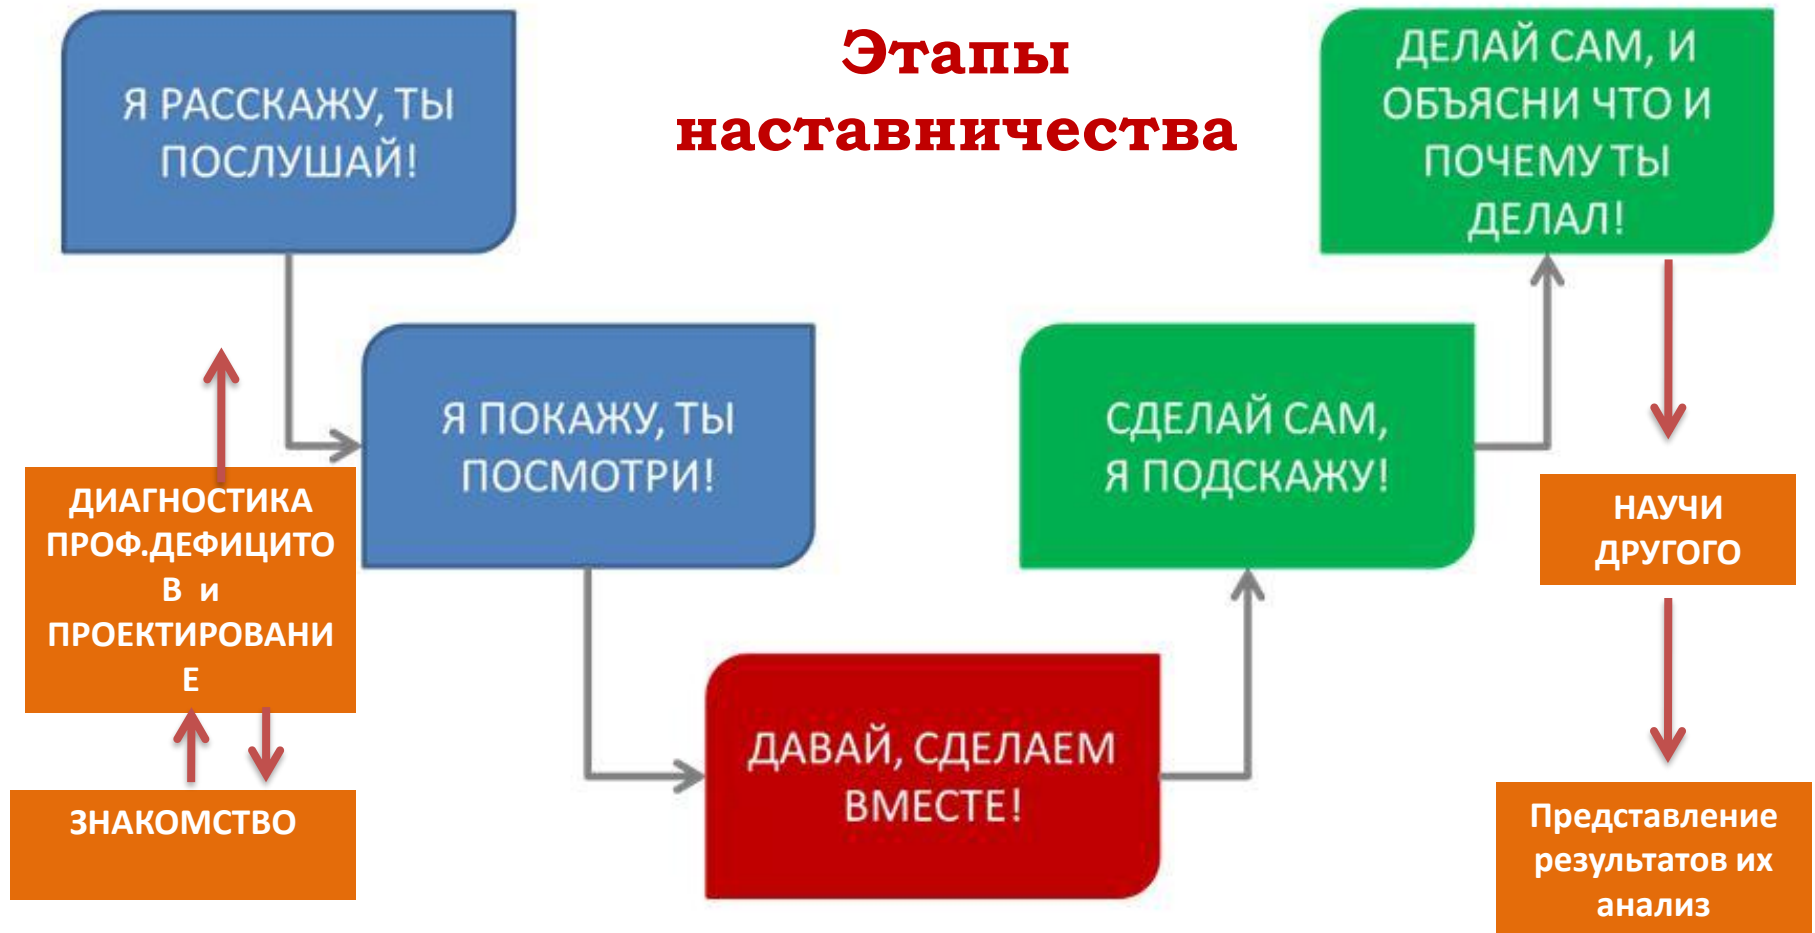 Этапы
наставничества
Я РАССКАЖУ, ТЫ
ПОСЛУШАЙ!
Я ПОКАЖУ, ТЫ
ПОСМОТРИ!
ДАВАЙ, СДЕЛАЕМ
ВМЕСТЕ!
СДЕЛАЙ САМ,
Я ПОДСКАЖУ!
ДЕЛАЙ САМ, И
ОБЪЯСНИ ЧТО И
ПОЧЕМУ ТЫ
ДЕЛАЛ!
ДИАГНОСТИКА
ПРОФ.ДЕФИЦИТО
В и
ПРОЕКТИРОВАНИ
Е
ЗНАКОМСТВО
НАУЧИ
ДРУГОГО
Представление
результатов их
анализ